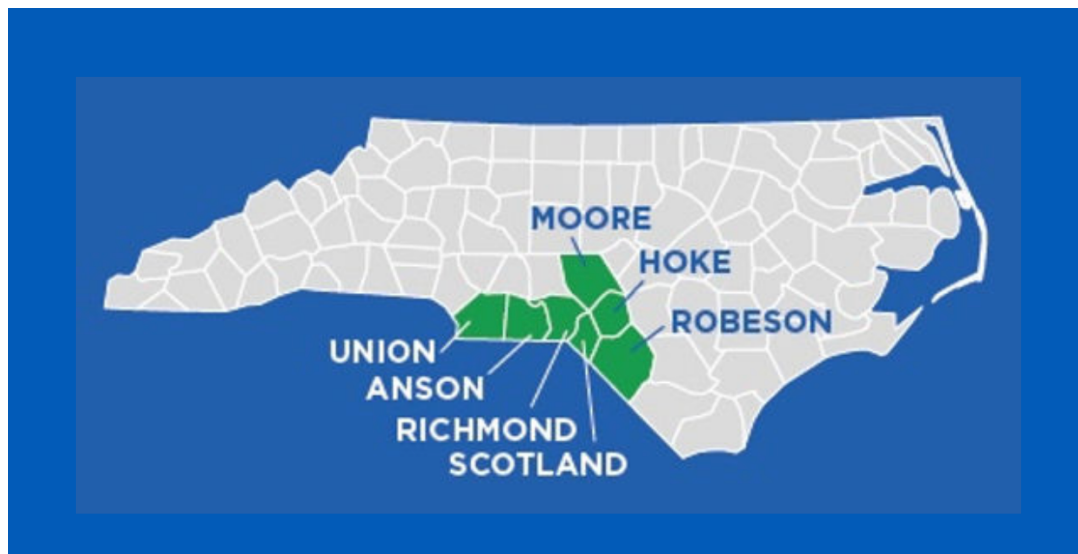 MOORE
HOKE
ROBESON
UNION
ANSON
RICHMOND
SCOTLAND